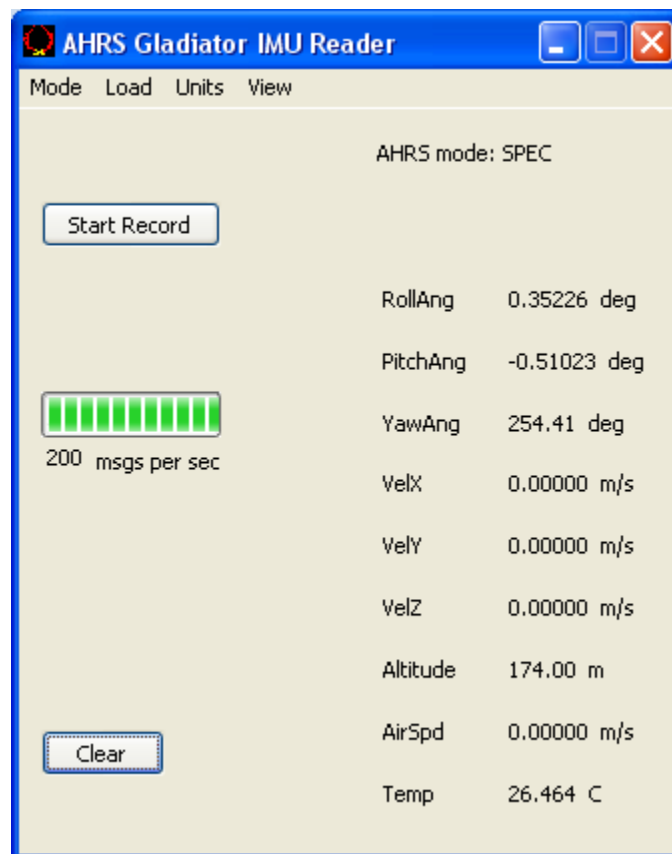 AHRS Gladiator IMU Reader
Mode Load Units View
AHRS mode: SPEC
Start Record
RollAng 0.35226 deg
PitchAng -0.51023 deg
YawAng 254.41 deg
200 msgs per sec
VelX 0.00000 m/s
VelY 0.00000 m/s
VelZ 0.00000 m/s
Altitude 174.00 m
AirSpd 0.00000 m/s
Clear
Temp 26.464 C